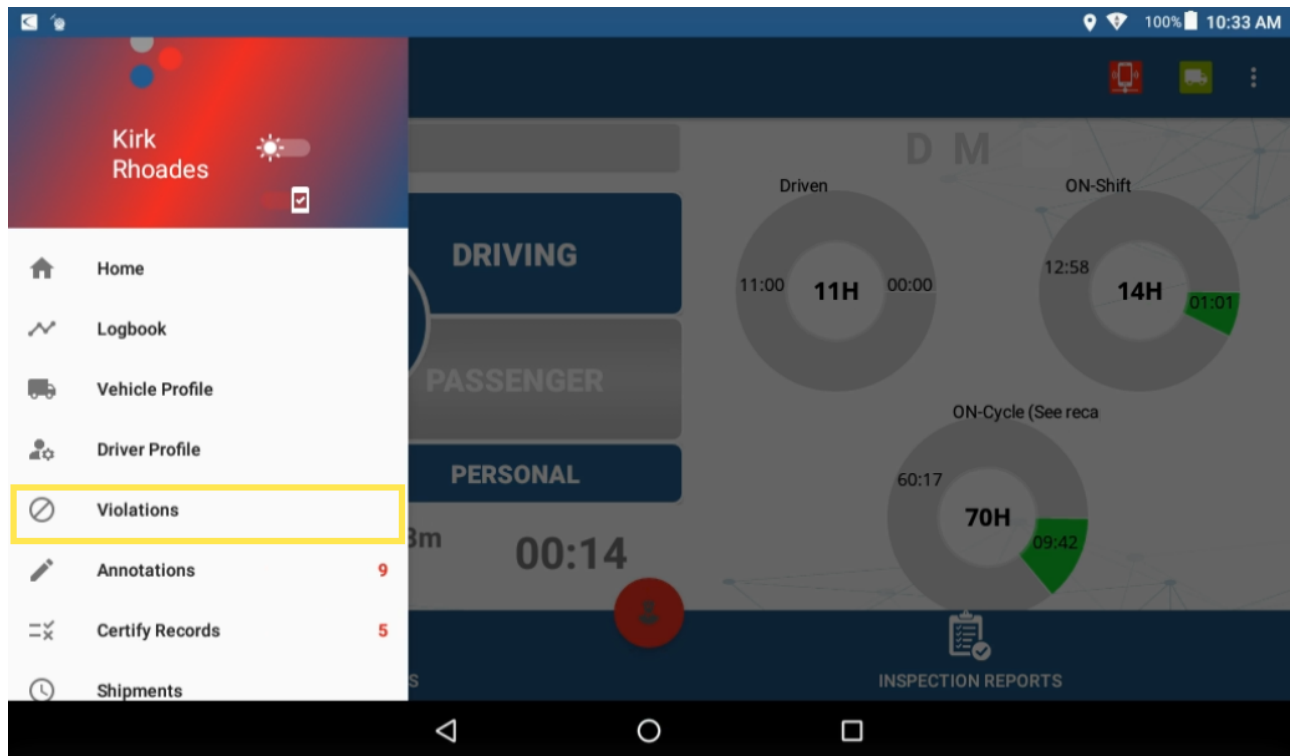 100% 10:33 AM
Kirk
Rhoades
Home
Logbook
Vehicle Profile
Driver Profile
Violations
Annotations 9
Certify Records 5
Shipments
DRIVING
PASSENGER
PERSONAL
3m 00:14
S
D M
Driven
11:00 11H 00:00
ON-Shift
12:58 14H 01:01
ON-Cycle (See reca
60:17 70H 09:42
INSPECTION REPORTS